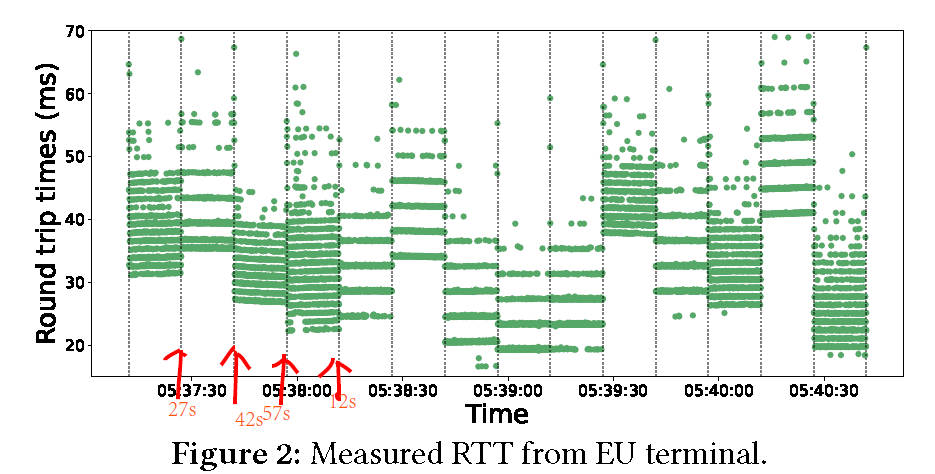 70
60
50
40
30
20
Round trip times (ms)
05:37:30 05:38:00 05:38:30 05:39:00 05:39:30 05:40:00 05:40:30
27s 42s 57s 12s
Time
Figure 2: Measured RTT from EU terminal.